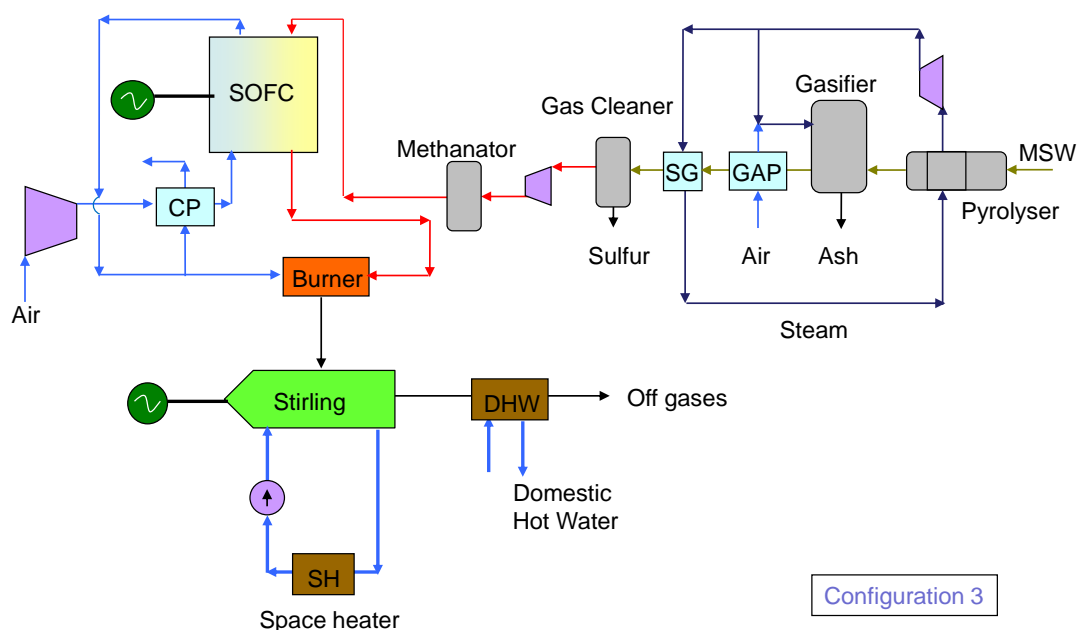 SOFC
Gasifier
Gas Cleaner
Methanator
MSW
SG
GAP
CP
Pyrolyser
Sulfur
Air
Ash
Burner
Air
Steam
Stirling
DHW
Off gases
Domestic
Hot Water
SH
Configuration 3
Space heater